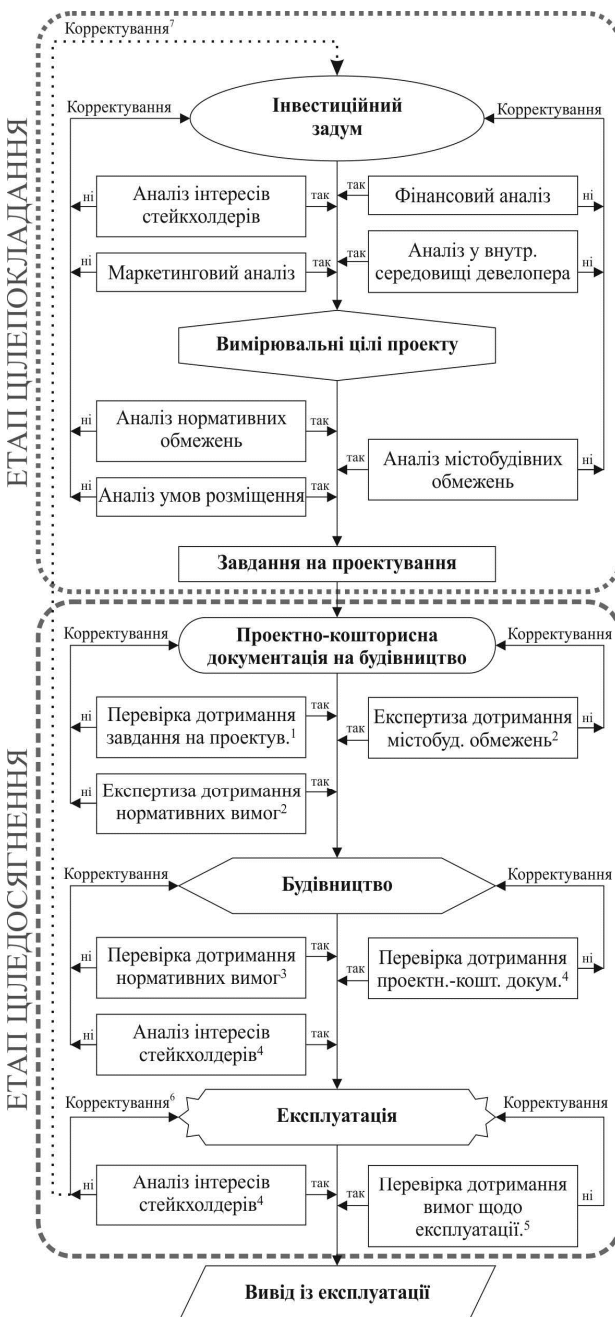 ЕТАП ЦІЛЕПОКЛАДАННЯ
Корректування⁷
Корректування
Інвестиційний
задум
Корректування
ні
Аналіз інтересів
стейкхолдерів
так
так
Фінансовий аналіз
ні
ні
Маркетинговий аналіз
так
так
Аналіз у внутр.
середовищі девелопера
ні
Вимірювальні цілі проекту
ні
Аналіз нормативних
обмежень
так
так
Аналіз містобудівних
обмежень
ні
ні
Аналіз умов розміщення
так
Завдання на проектування
ЕТАП ЦІЛЕДОСЯГНЕННЯ
Корректування
Проектно-кошторисна
документація на будівництво
Корректування
ні
Перевірка дотримання
завдання на проектув.¹
так
так
Експертиза дотримання
містобуд. обмежень²
ні
ні
Експертиза дотримання
нормативних вимог²
так
Корректування
Будівництво
Корректування
ні
Перевірка дотримання
нормативних вимог³
так
так
Перевірка дотримання
проектн.-кошт. докум.⁴
ні
ні
Аналіз інтересів
стейкхолдерів⁴
так
Корректування⁶
Експлуатація
Корректування
ні
Аналіз інтересів
стейкхолдерів⁴
так
так
Перевірка дотримання
вимог щодо
експлуатації.⁵
ні
Вивід із експлуатації